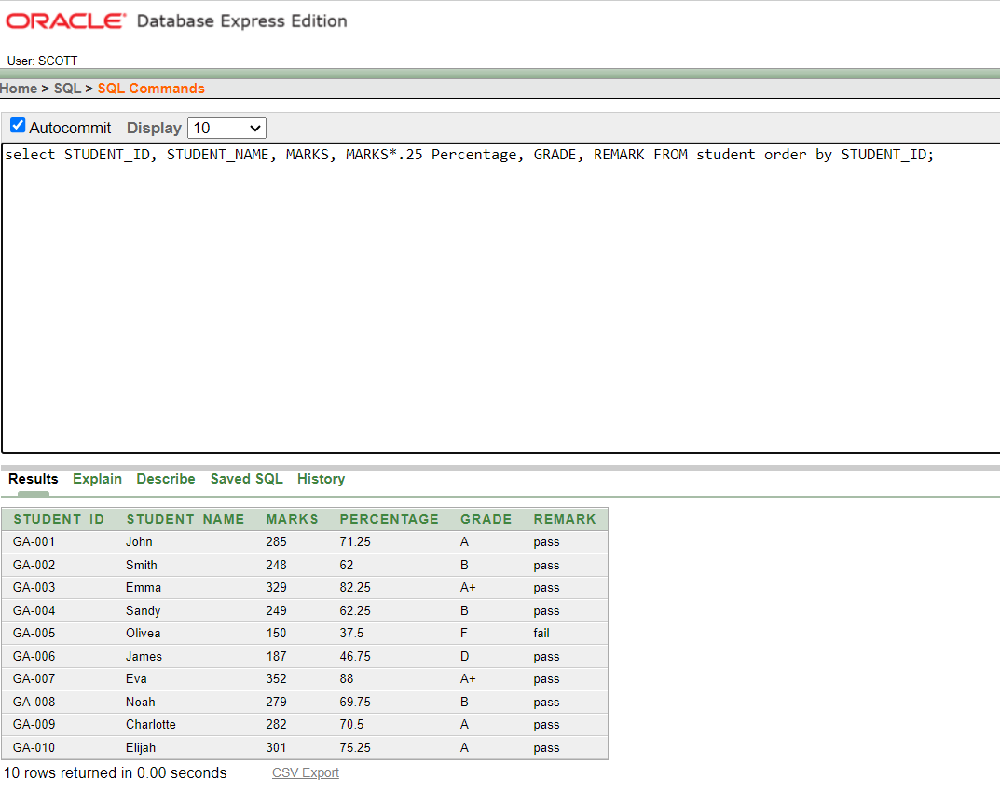 ORACLE Database Express Edition
User: SCOTT
Home > SQL > SQL Commands
Autocommit Display 10
select STUDENT_ID, STUDENT_NAME, MARKS, MARKS*.25 Percentage, GRADE, REMARK FROM student order by STUDENT_ID;
Results Explain Describe Saved SQL History
STUDENT_ID STUDENT_NAME MARKS PERCENTAGE GRADE REMARK
GA-001 John 285 71.25 A pass
GA-002 Smith 248 62 B pass
GA-003 Emma 329 82.25 A+ pass
GA-004 Sandy 249 62.25 B pass
GA-005 Olivea 150 37.5 F fail
GA-006 James 187 46.75 D pass
GA-007 Eva 352 88 A+ pass
GA-008 Noah 279 69.75 B pass
GA-009 Charlotte 282 70.5 A pass
GA-010 Elijah 301 75.25 A pass
10 rows returned in 0.00 seconds CSV Export